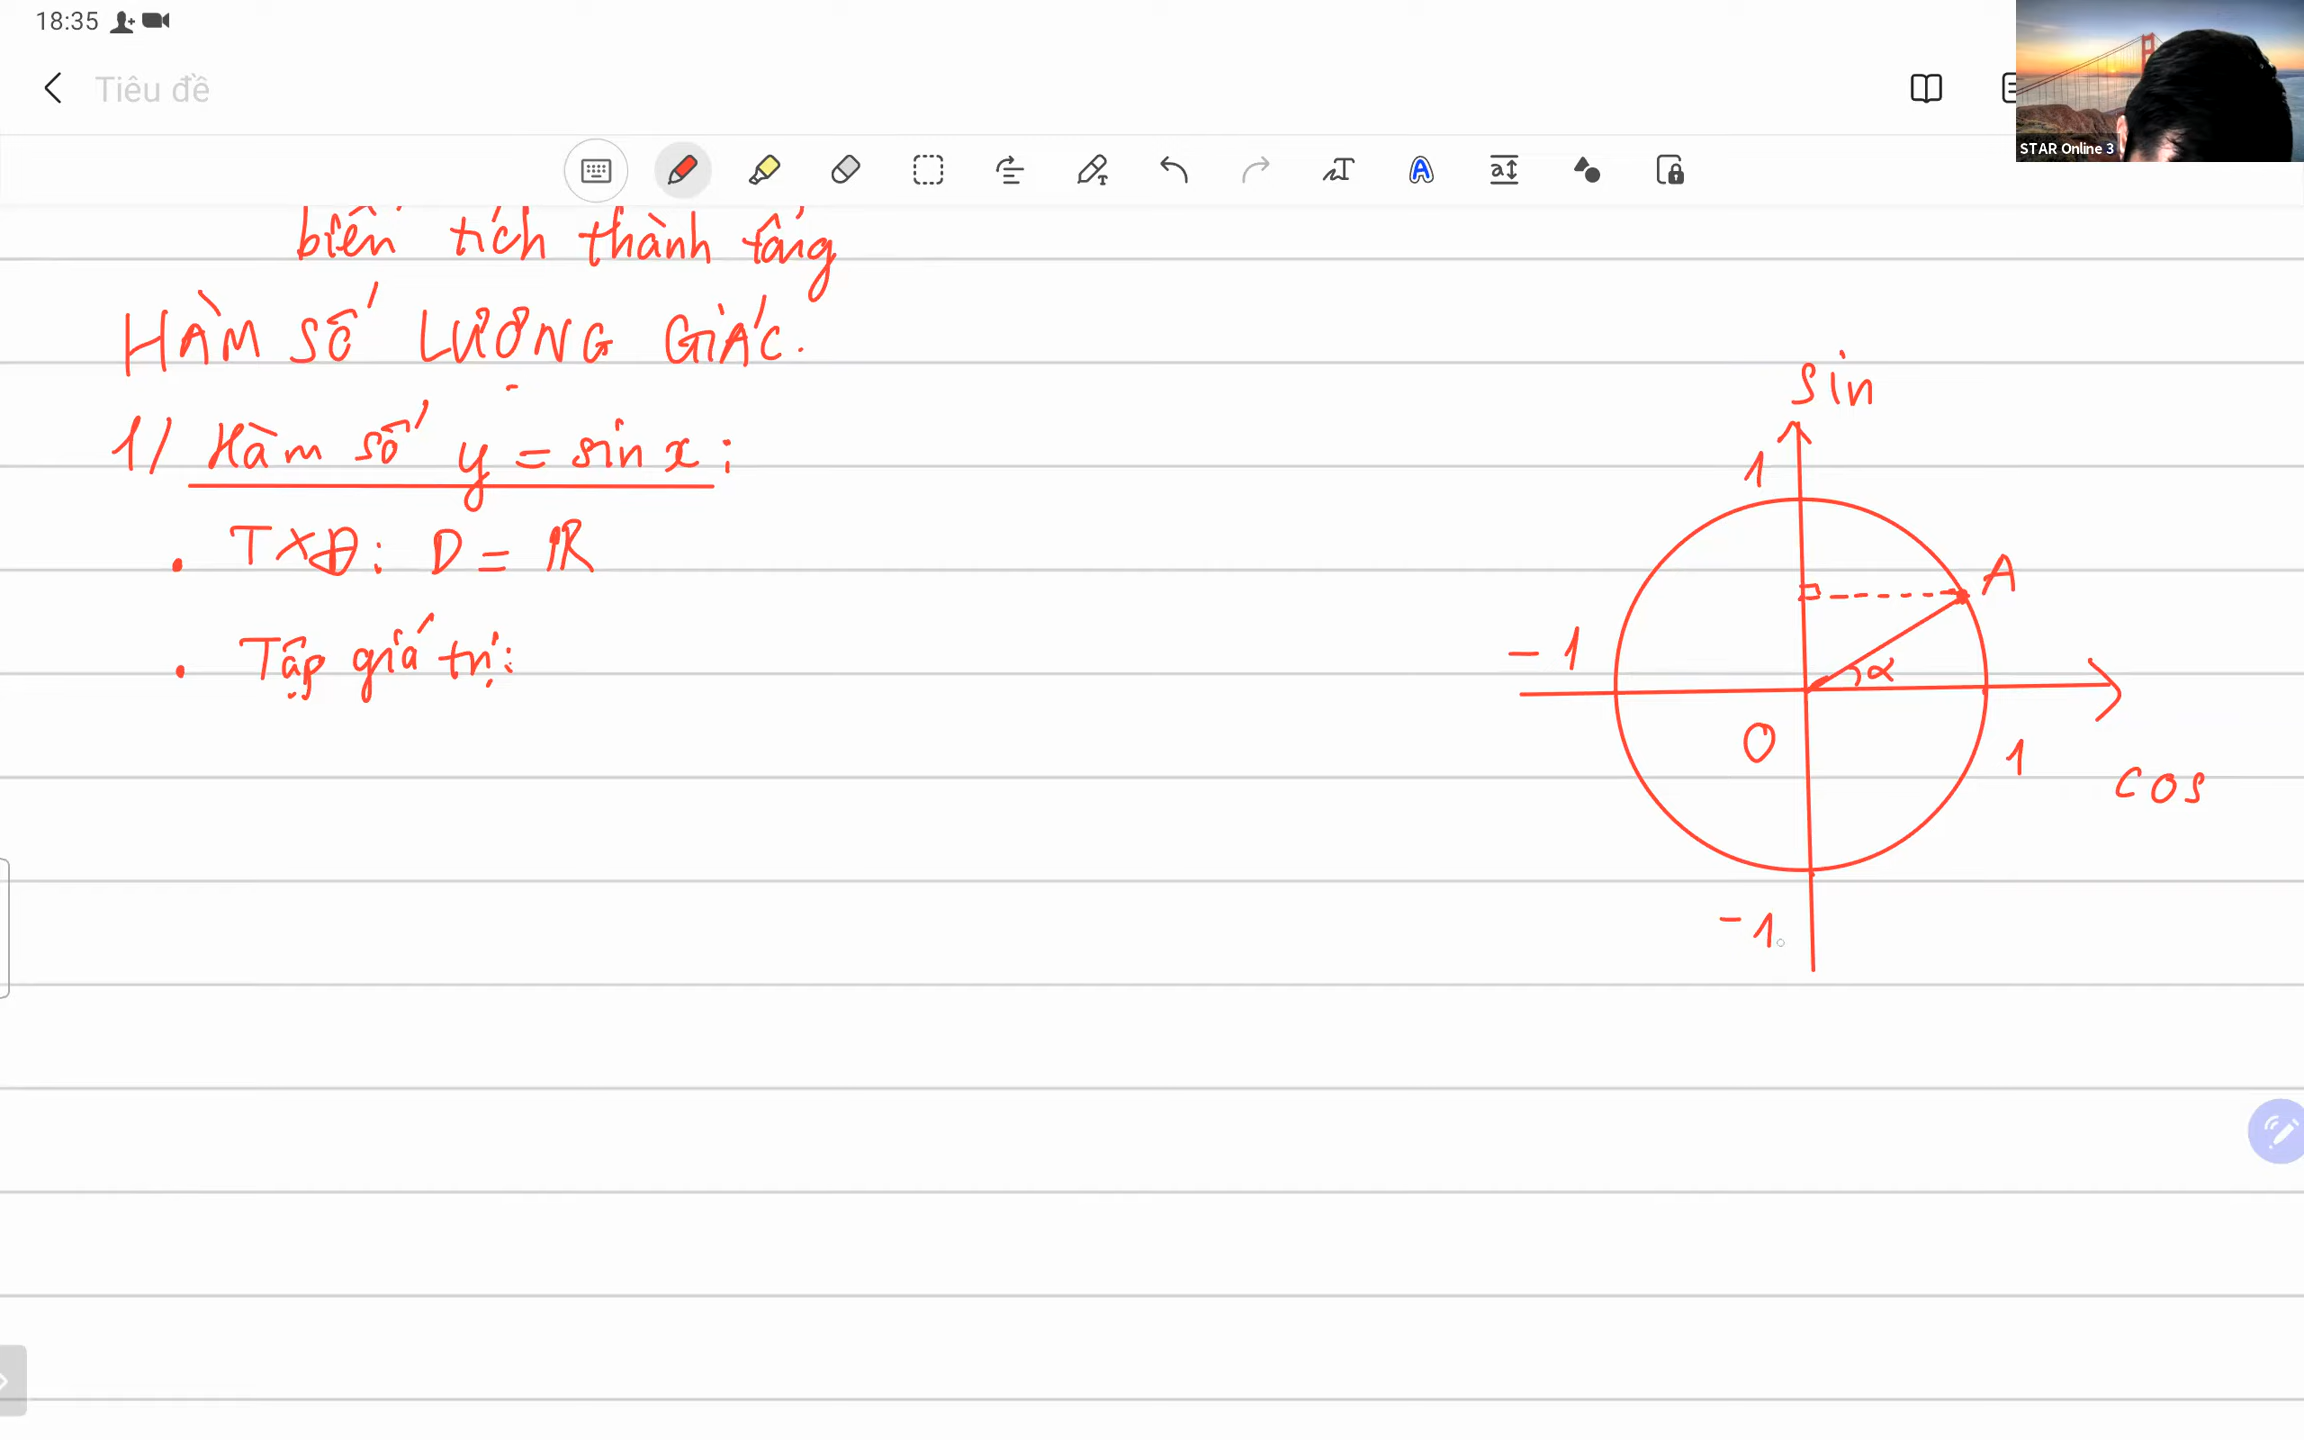 18:35
Tiêu đề
STAR Online 3
biến tích thành tổng
HÀM SỐ LƯỢNG GIÁC.
1/ Hàm số y = sin x :
. TXĐ: D = ℝ
. Tập giá trị:
sin
1
A
-1
α
O
1
cos
-1